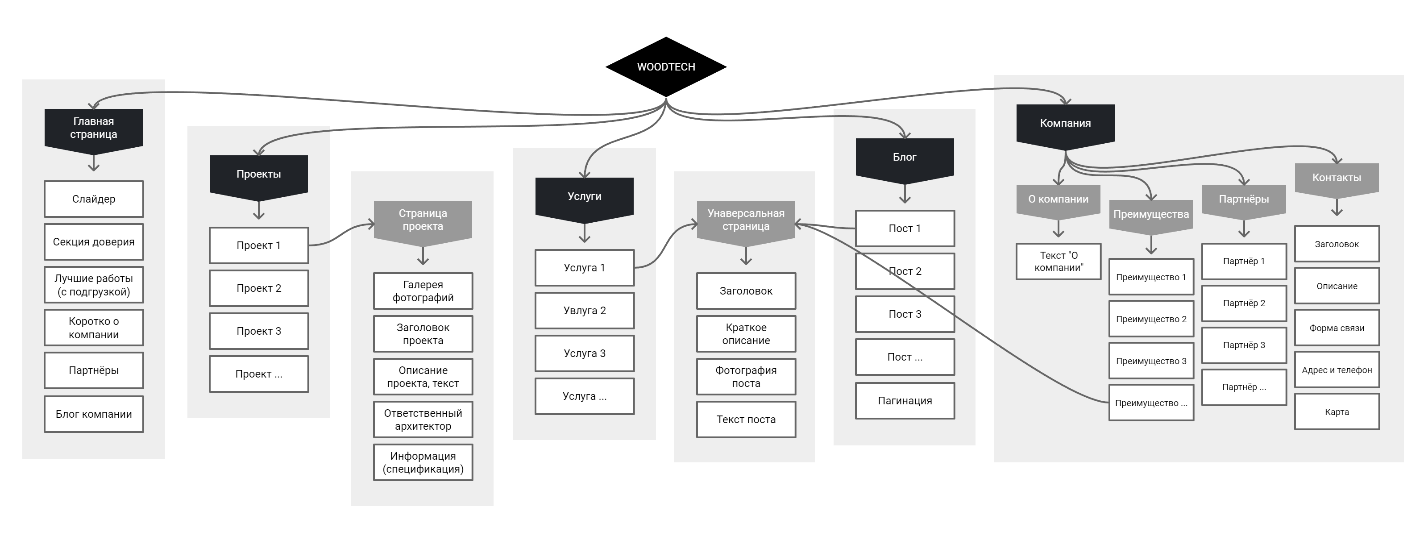 WOODTECH
Главная
страница
Слайдер
Секция доверия
Лучшие работы
(с подгрузкой)
Коротко о
компании
Партнёры
Блог компании
Проекты
Проект 1
Проект 2
Проект 3
Проект ...
Страница
проекта
Галерея
фотографий
Заголовок
проекта
Описание
проекта, текст
Ответственный
архитектор
Информация
(спецификация)
Услуги
Услуга 1
Увлуга 2
Услуга 3
Услуга ...
Унаверсальная
страница
Заголовок
Краткое
описание
Фотография
поста
Текст поста
Блог
Пост 1
Пост 2
Пост 3
Пост ...
Пагинация
Компания
О компании
Текст "О
компании"
Преимущества
Преимущество 1
Преимущество 2
Преимущество 3
Преимущество ...
Партнёры
Партнёр 1
Партнёр 2
Партнёр 3
Партнёр ...
Контакты
Заголовок
Описание
Форма связи
Адрес и телефон
Карта